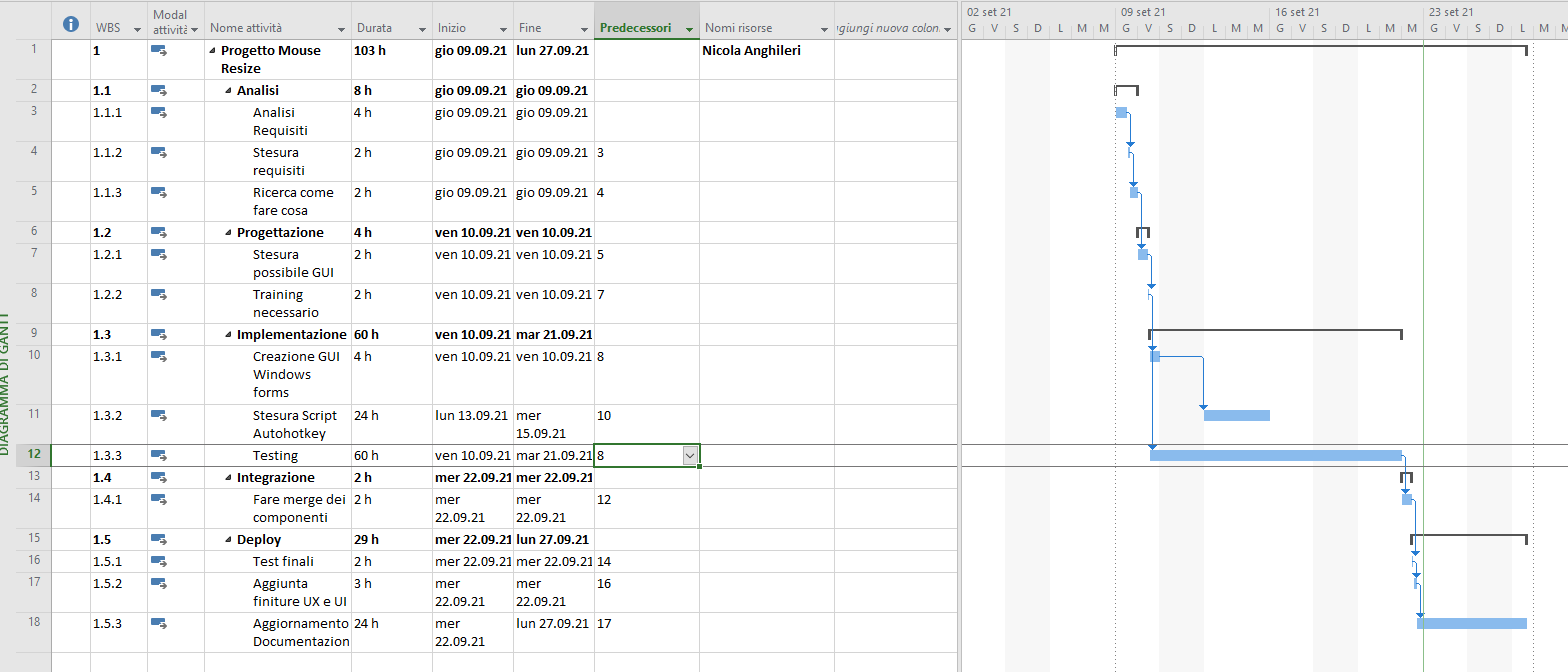 DIAGRAMMA DI GANTT
WBS Modal attività Nome attività Durata Inizio Fine Predecessori Nomi risorse giungi nuova colon.
02 set 21 09 set 21 16 set 21 23 set 21
G V S D L M M G V S D L M M G V S D L M M G V S D L M M
1 1 Progetto Mouse Resize 103 h gio 09.09.21 lun 27.09.21 Nicola Anghileri
2 1.1 Analisi 8 h gio 09.09.21 gio 09.09.21
3 1.1.1 Analisi Requisiti 4 h gio 09.09.21 gio 09.09.21
4 1.1.2 Stesura requisiti 2 h gio 09.09.21 gio 09.09.21 3
5 1.1.3 Ricerca come fare cosa 2 h gio 09.09.21 gio 09.09.21 4
6 1.2 Progettazione 4 h ven 10.09.21 ven 10.09.21
7 1.2.1 Stesura possibile GUI 2 h ven 10.09.21 ven 10.09.21 5
8 1.2.2 Training necessario 2 h ven 10.09.21 ven 10.09.21 7
9 1.3 Implementazione 60 h ven 10.09.21 mar 21.09.21
10 1.3.1 Creazione GUI Windows forms 4 h ven 10.09.21 ven 10.09.21 8
11 1.3.2 Stesura Script Autohotkey 24 h lun 13.09.21 mer 15.09.21 10
12 1.3.3 Testing 60 h ven 10.09.21 mar 21.09.21 8
13 1.4 Integrazione 2 h mer 22.09.21 mer 22.09.21
14 1.4.1 Fare merge dei componenti 2 h mer 22.09.21 mer 22.09.21 12
15 1.5 Deploy 29 h mer 22.09.21 lun 27.09.21
16 1.5.1 Test finali 2 h mer 22.09.21 mer 22.09.21 14
17 1.5.2 Aggiunta finiture UX e UI 3 h mer 22.09.21 mer 22.09.21 16
18 1.5.3 Aggiornamento Documentazion 24 h mer 22.09.21 lun 27.09.21 17